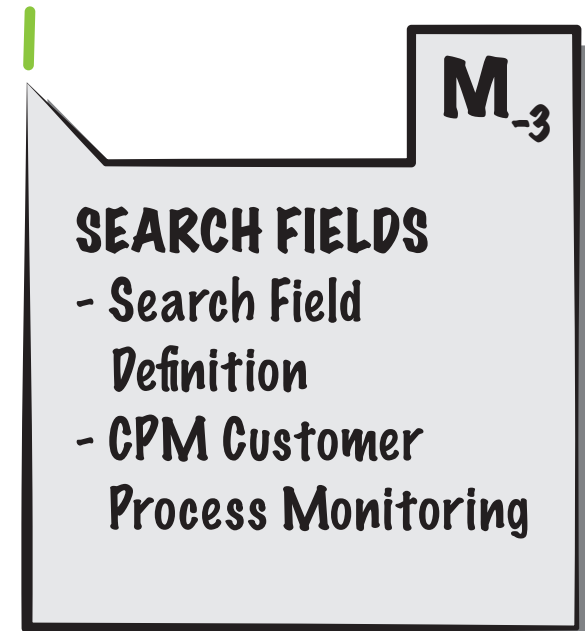 M-3
SEARCH FIELDS
- Search Field
Definition
- CPM Customer
Process Monitoring